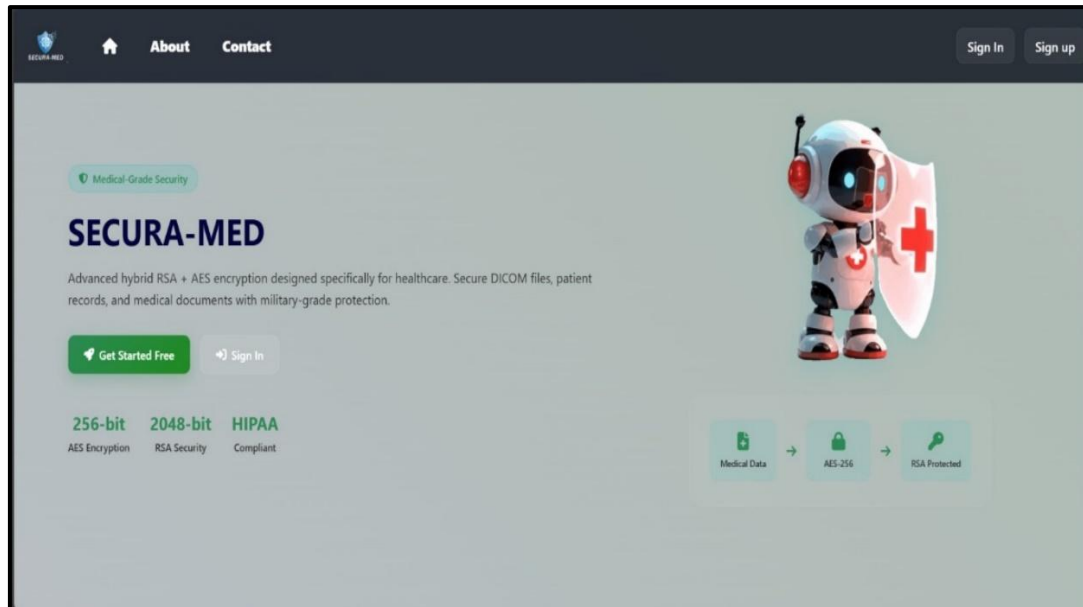 SECURA-MED
About
Contact
Sign In
Sign up
Medical-Grade Security
SECURA-MED
Advanced hybrid RSA + AES encryption designed specifically for healthcare. Secure DICOM files, patient
records, and medical documents with military-grade protection.
Get Started Free
Sign In
256-bit
AES Encryption
2048-bit
RSA Security
HIPAA
Compliant
Medical Data
AES-256
RSA Protected